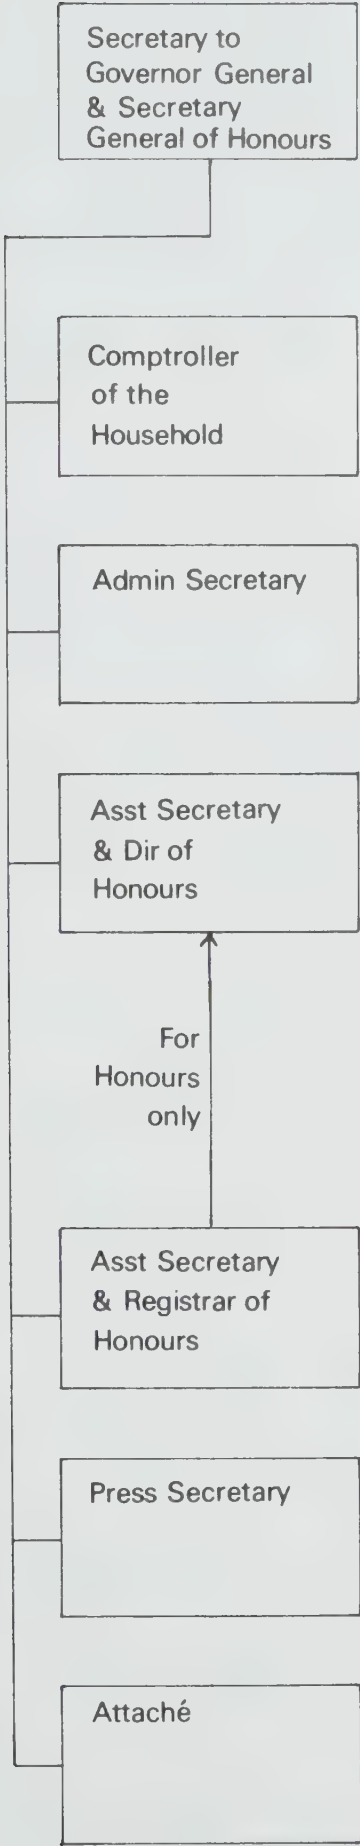 Secretary to
Governor General
& Secretary
General of Honours
Comptroller
of the
Household
Admin Secretary
Asst Secretary
& Dir of
Honours
For
Honours
only
Asst Secretary
& Registrar of
Honours
Press Secretary
Attaché